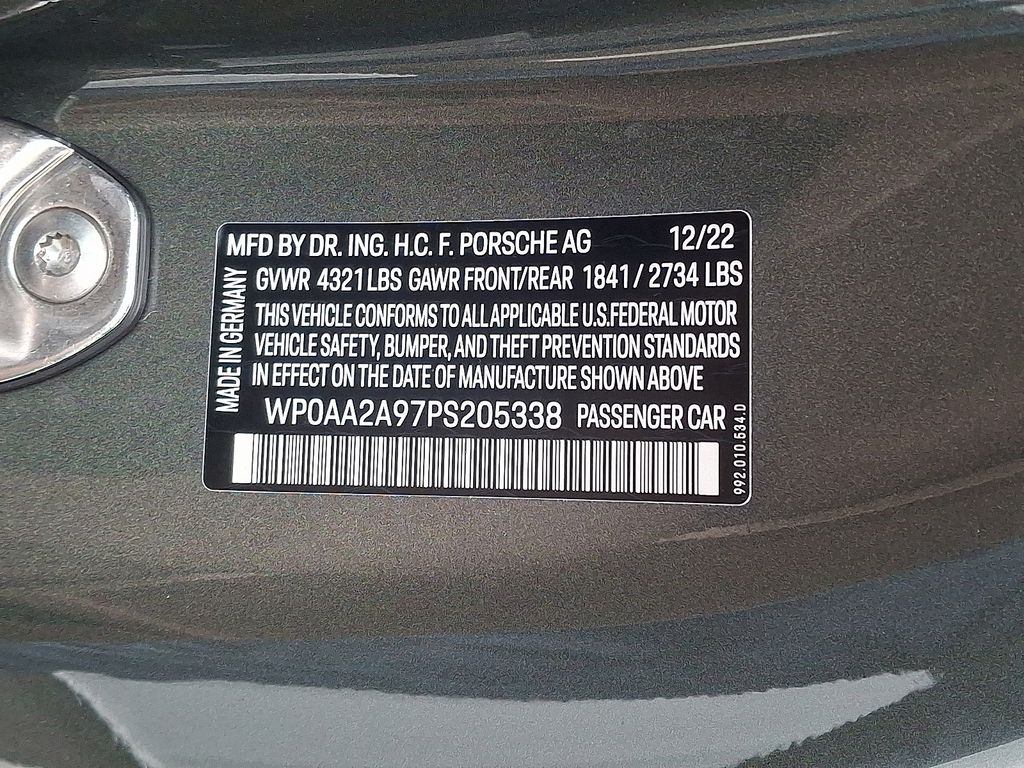 MFD BY DR. ING. H.C. F. PORSCHE AG 12/22
GVWR 4321 LBS GAWR FRONT/REAR 1841 / 2734 LBS
THIS VEHICLE CONFORMS TO ALL APPLICABLE U.S. FEDERAL MOTOR
VEHICLE SAFETY, BUMPER, AND THEFT PREVENTION STANDARDS
IN EFFECT ON THE DATE OF MANUFACTURE SHOWN ABOVE
WP0AA2A97PS205338 PASSENGER CAR
MADE IN GERMANY
992.010.534.D